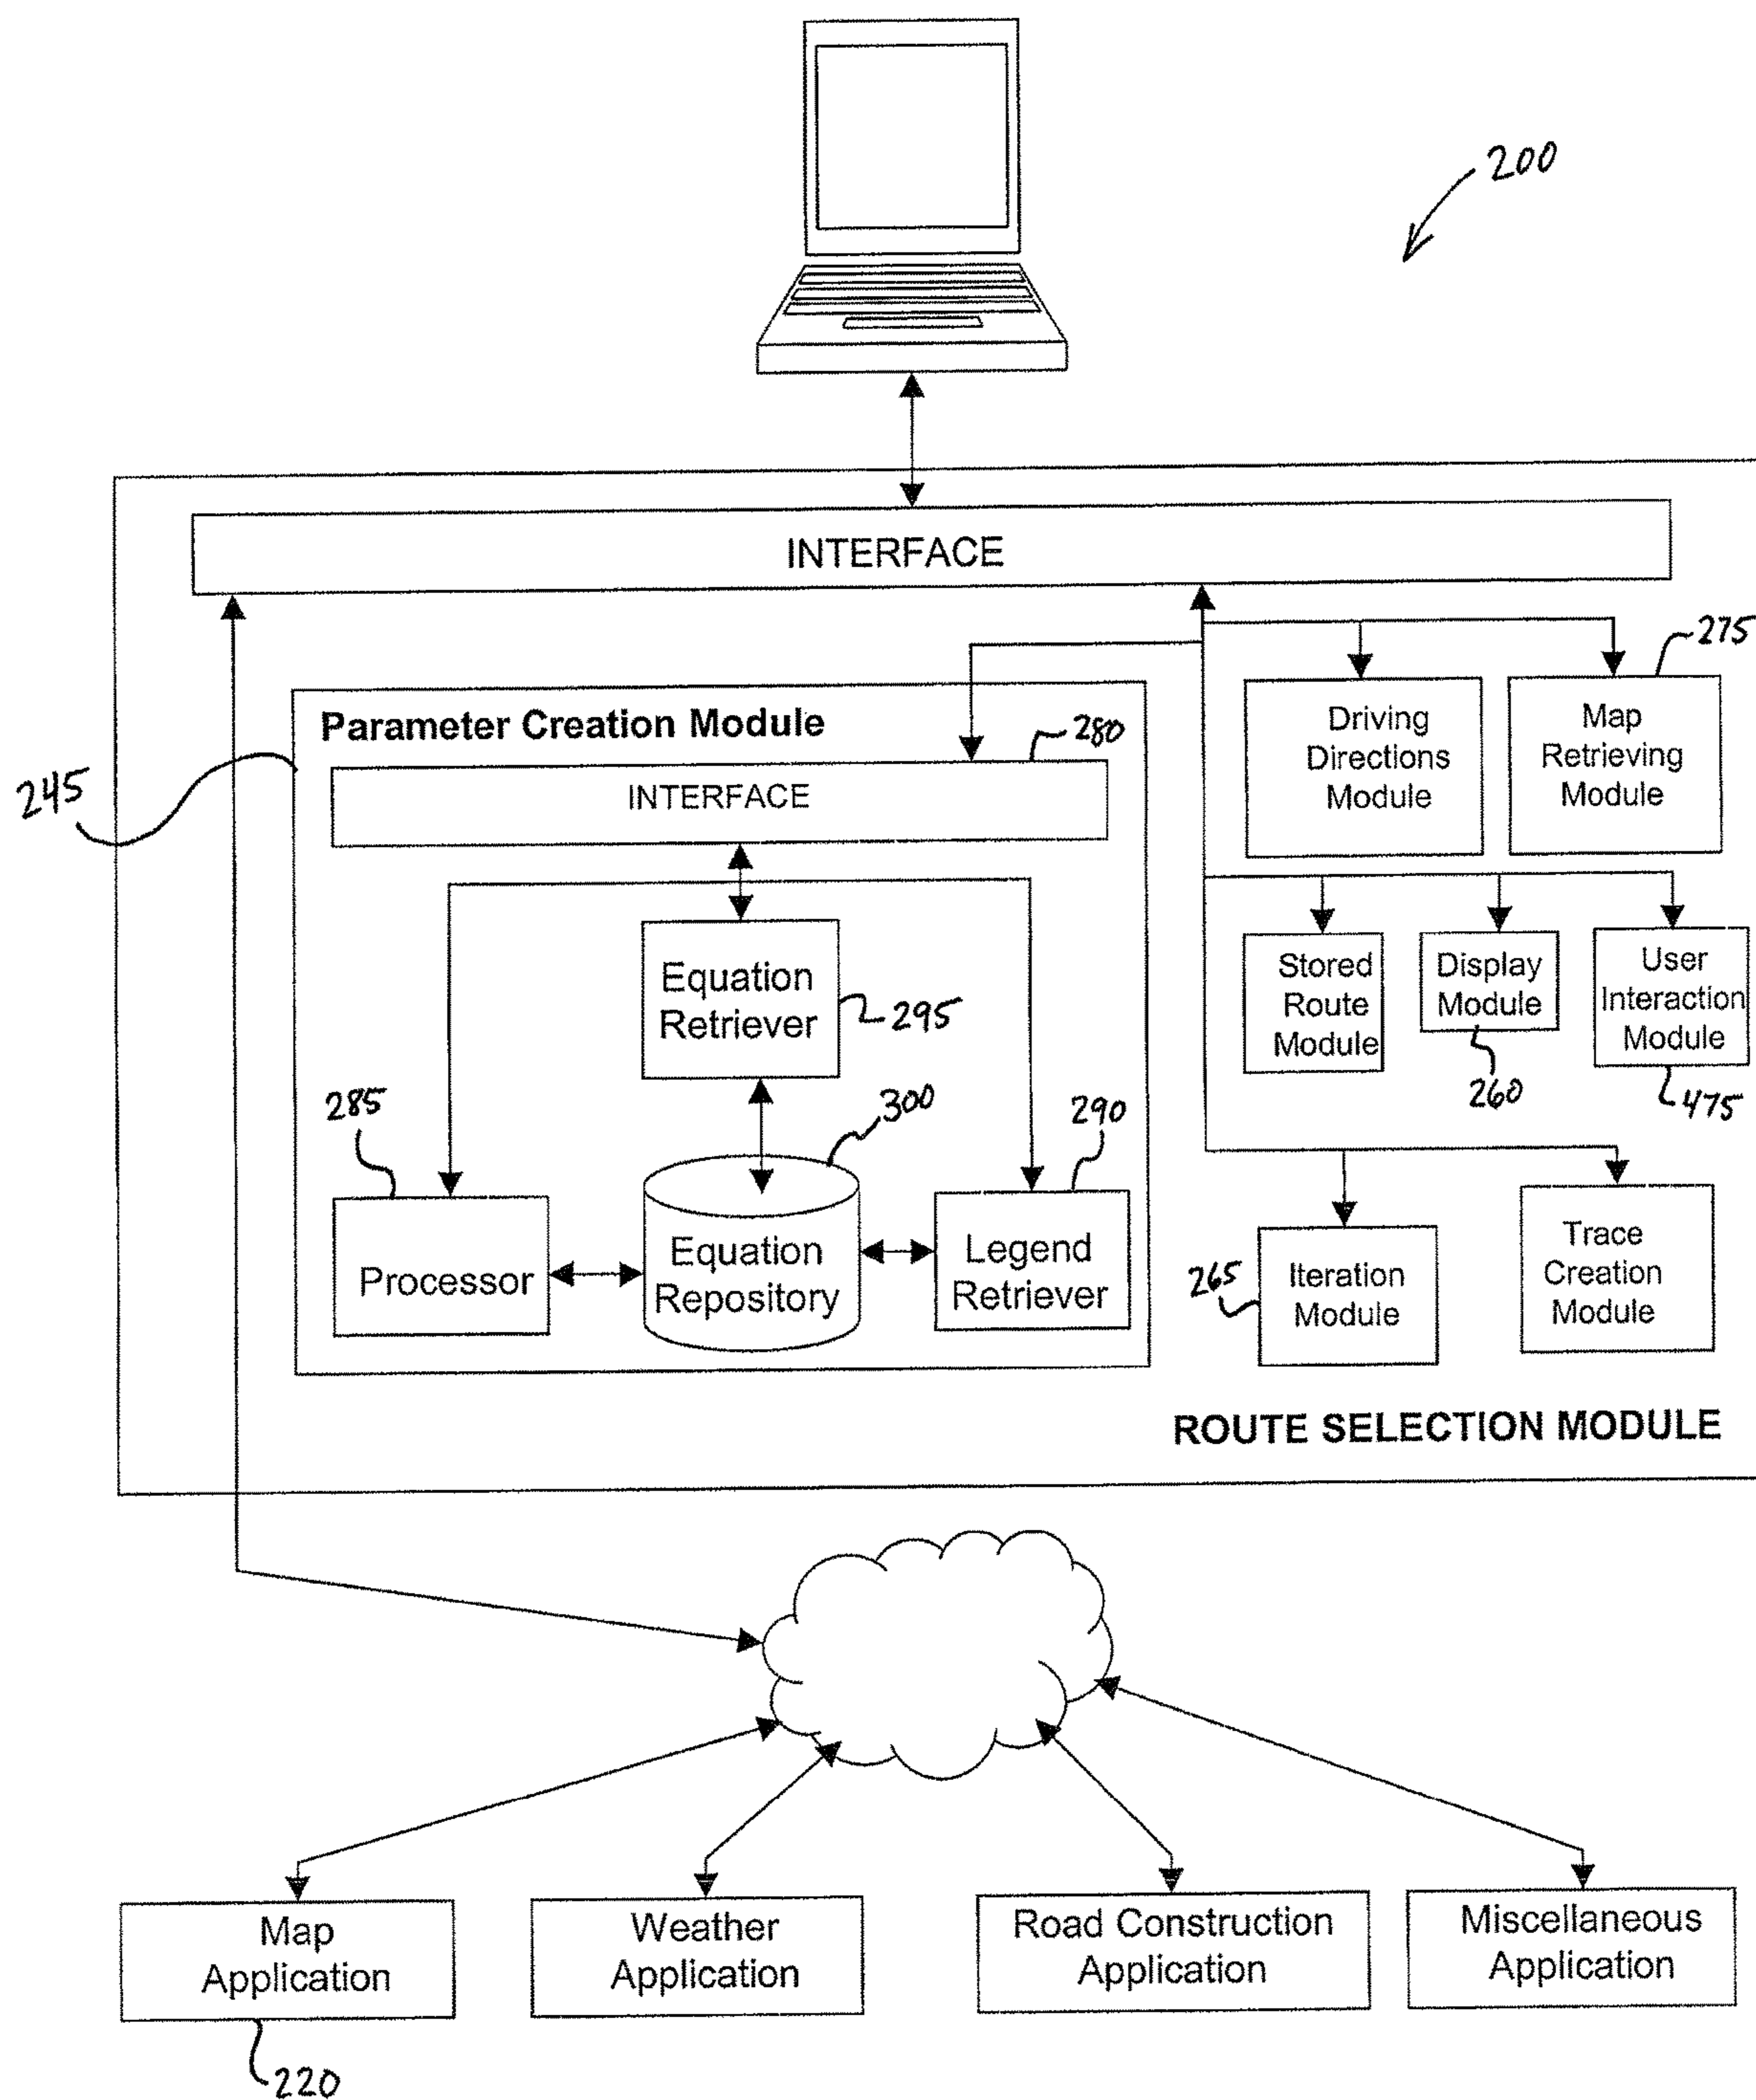 200
INTERFACE
275
Parameter Creation Module
280
Driving
Directions
Module
Map
Retrieving
Module
245
INTERFACE
Equation
Retriever
295
Stored
Route
Module
Display
Module
User
Interaction
Module
260
475
285
300
290
Processor
Equation
Repository
Legend
Retriever
265
Iteration
Module
Trace
Creation
Module
ROUTE SELECTION MODULE
Map
Application
Weather
Application
Road Construction
Application
Miscellaneous
Application
220